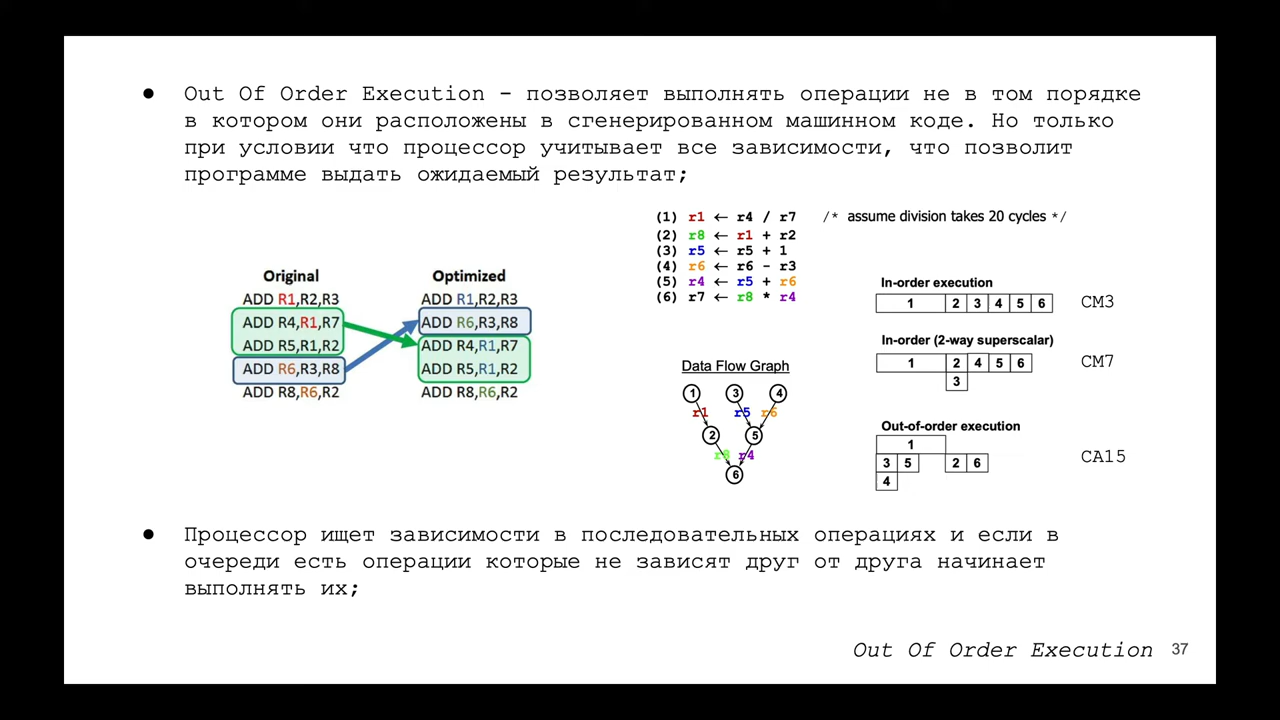 ● Out Of Order Execution - позволяет выполнять операции не в том порядке
в котором они расположены в сгенерированном машинном коде. Но только
при условии что процессор учитывает все зависимости, что позволит
программе выдать ожидаемый результат;
Original
ADD R1,R2,R3
ADD R4,R1,R7
ADD R5,R1,R2
ADD R6,R3,R8
ADD R8,R6,R2
Optimized
ADD R1,R2,R3
ADD R6,R3,R8
ADD R4,R1,R7
ADD R5,R1,R2
ADD R8,R6,R2
(1) r1 ← r4 / r7 /* assume division takes 20 cycles */
(2) r8 ← r1 + r2
(3) r5 ← r5 + 1
(4) r6 ← r6 - r3
(5) r4 ← r5 + r6
(6) r7 ← r8 * r4
Data Flow Graph
1 3 4
r1 r5 r6
2 5
r8 r4
6
In-order execution
1 2 3 4 5 6 CM3
In-order (2-way superscalar)
1 2 4 5 6 CM7
3
Out-of-order execution
1
3 5 2 6 CA15
4
● Процессор ищет зависимости в последовательных операциях и если в
очереди есть операции которые не зависят друг от друга начинает
выполнять их;
Out Of Order Execution 37